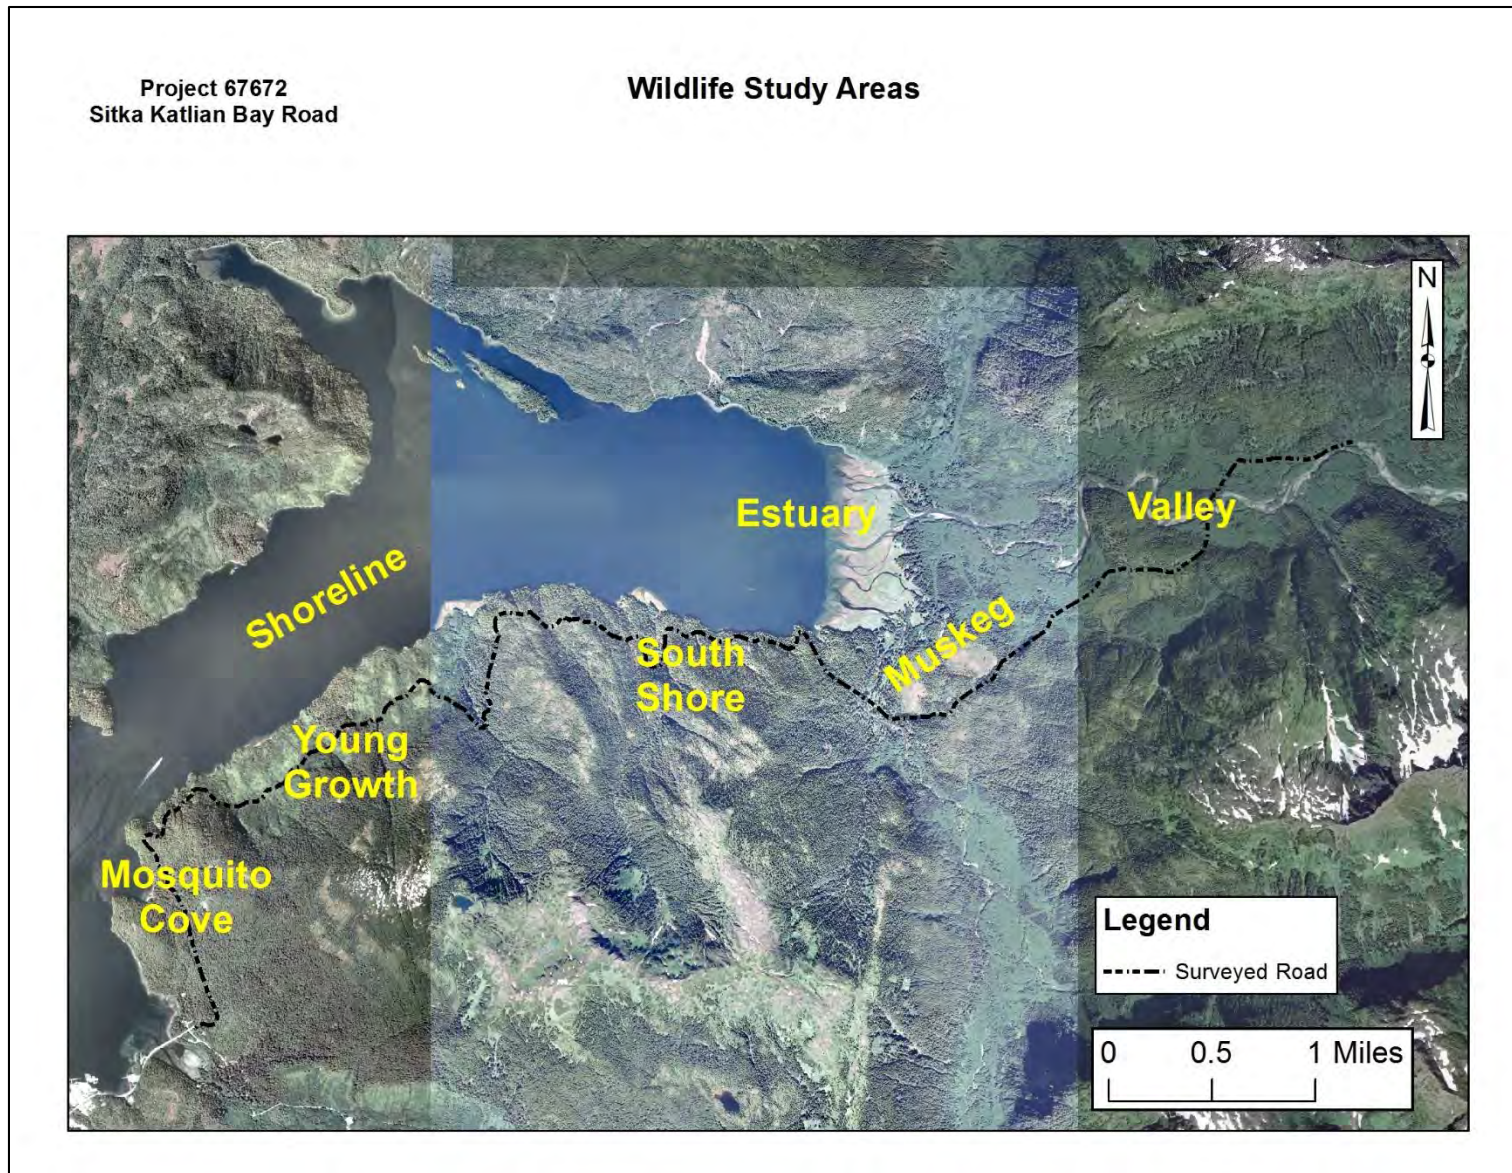 Project 67672
Sitka Katlian Bay Road
Wildlife Study Areas
N
Estuary
Valley
Shoreline
Muskeg
South
Shore
Young
Growth
Mosquito
Cove
Legend
Surveyed Road
0 0.5 1 Miles